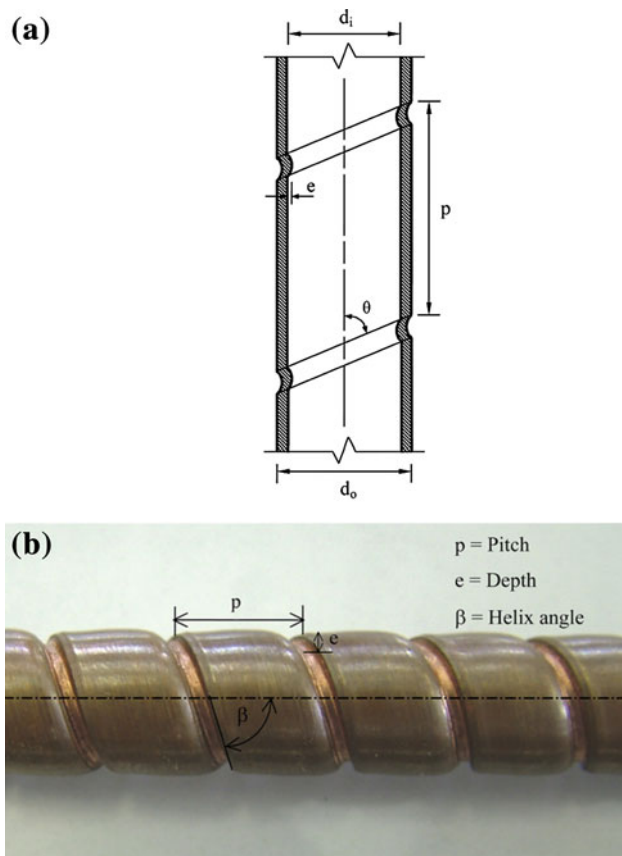 (a)
dᵢ
e
p
θ
dₒ
(b)
p = Pitch
e = Depth
β = Helix angle
p
e
β